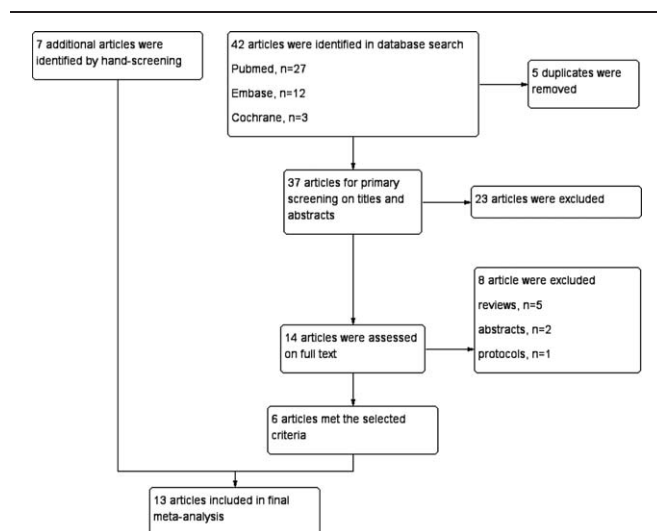 7 additional articles were
identified by hand-screening
42 articles were identified in database search
Pubmed, n=27
Embase, n=12
Cochrane, n=3
5 duplicates were
removed
37 articles for primary
screening on titles and
abstracts
23 articles were excluded
8 article were excluded
reviews, n=5
abstracts, n=2
protocols, n=1
14 articles were assessed
on full text
6 articles met the selected
criteria
13 articles included in final
meta-analysis